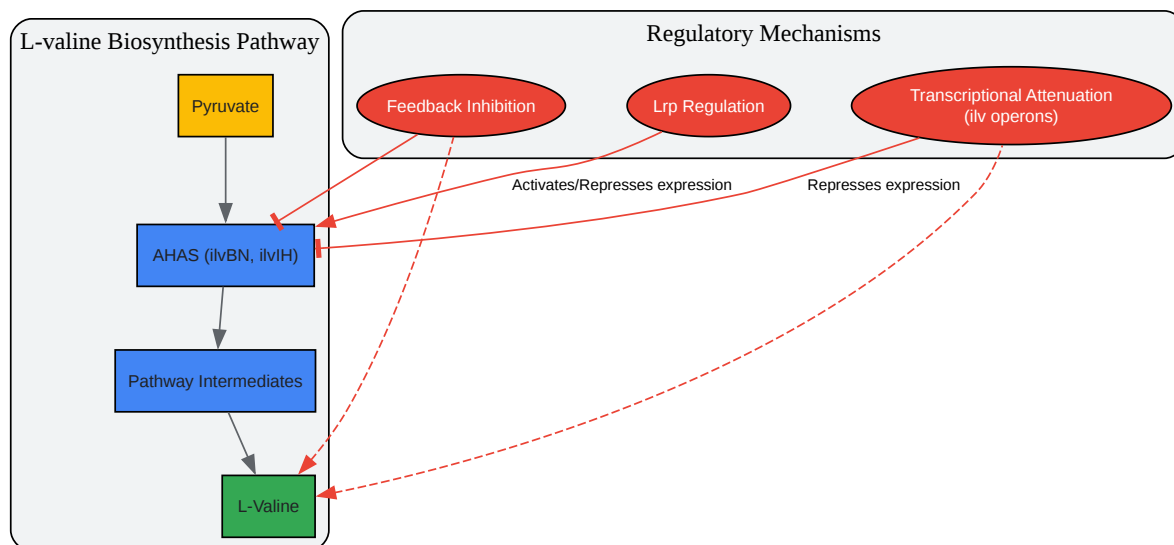 L-valine Biosynthesis Pathway
Regulatory Mechanisms
Pyruvate
Feedback Inhibition
Lrp Regulation
Transcriptional Attenuation
(ilv operons)
Activates/Represses expression
Represses expression
AHAS (ilvBN, ilvIH)
Pathway Intermediates
L-Valine